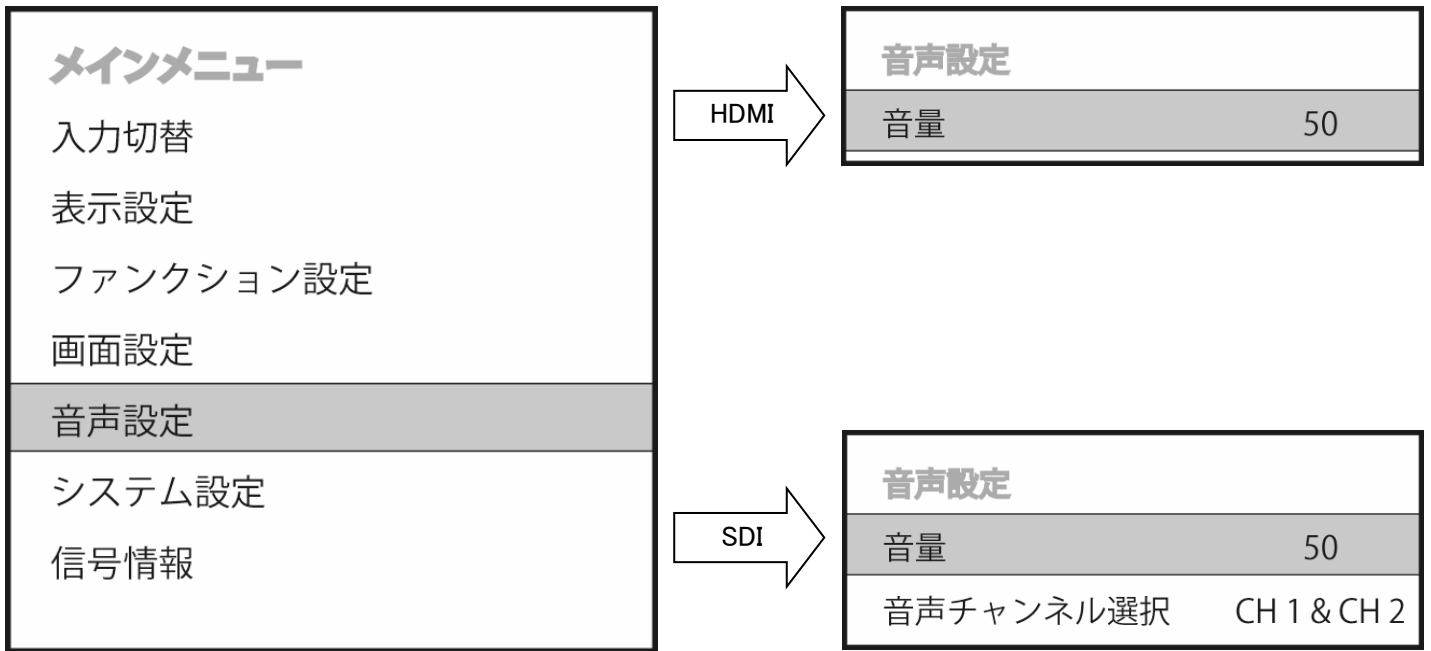 メインメニュー
入力切替
表示設定
ファンクション設定
画面設定
音声設定
システム設定
信号情報
HDMI
音声設定
音量 50
SDI
音声設定
音量 50
音声チャンネル選択 CH 1 & CH 2